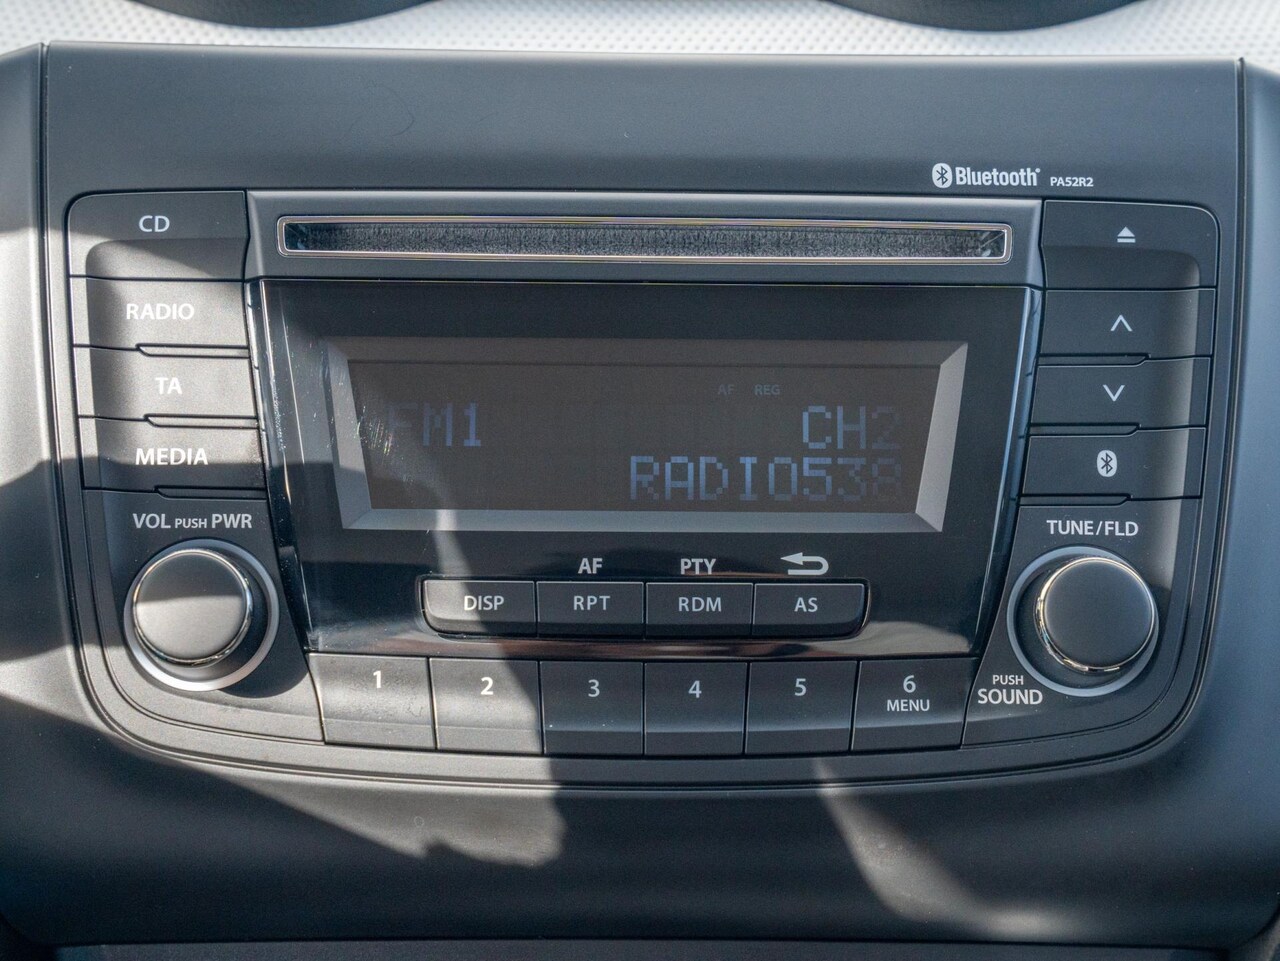 Bluetooth® PA52R2
CD
RADIO
TA
MEDIA
VOL PUSH PWR
AF REG
FM1 CH2
RADIO538
TUNE/FLD
AF PTY
DISP RPT RDM AS
1 2 3 4 5 6
MENU
PUSH
SOUND